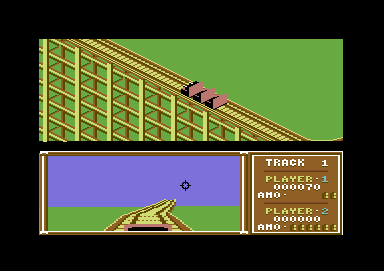 TRACK 1
PLAYER-1
000070
AMO-
PLAYER-2
000000
AMO-